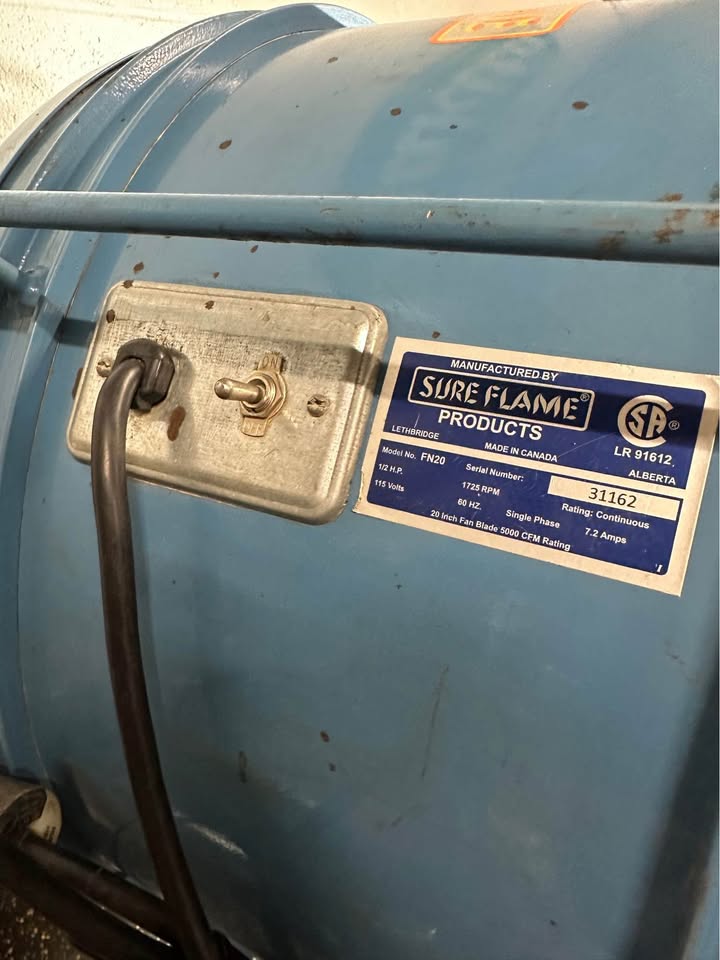 MANUFACTURED BY
SURE FLAME®
PRODUCTS
LETHBRIDGE
MADE IN CANADA
SA ®
LR 91612
ALBERTA
Model No. FN20
Serial Number: 31162
1/2 H.P.
1725 RPM
Rating: Continuous
115 Volts
60 HZ.
Single Phase
7.2 Amps
20 Inch Fan Blade 5000 CFM Rating